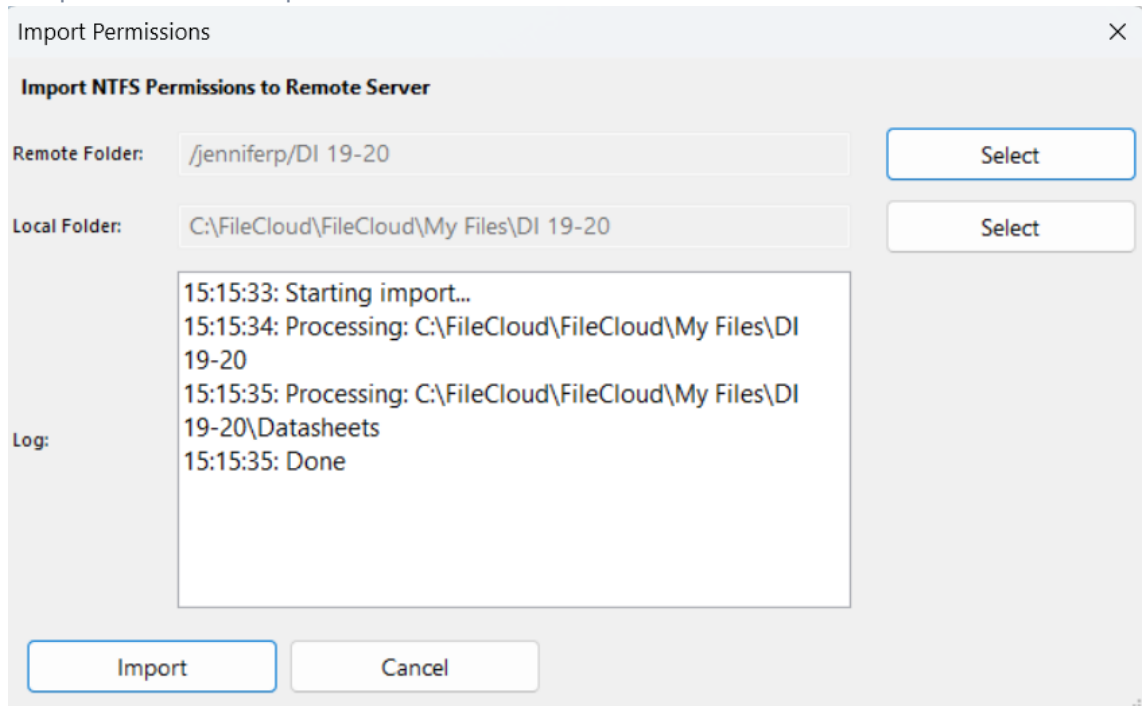 Import Permissions
Import NTFS Permissions to Remote Server
Remote Folder:
/jenniferp/DI 19-20
Select
Local Folder:
C:\FileCloud\FileCloud\My Files\DI 19-20
Select
Log:
15:15:33: Starting import...
15:15:34: Processing: C:\FileCloud\FileCloud\My Files\DI
19-20
15:15:35: Processing: C:\FileCloud\FileCloud\My Files\DI
19-20\Datasheets
15:15:35: Done
Import
Cancel